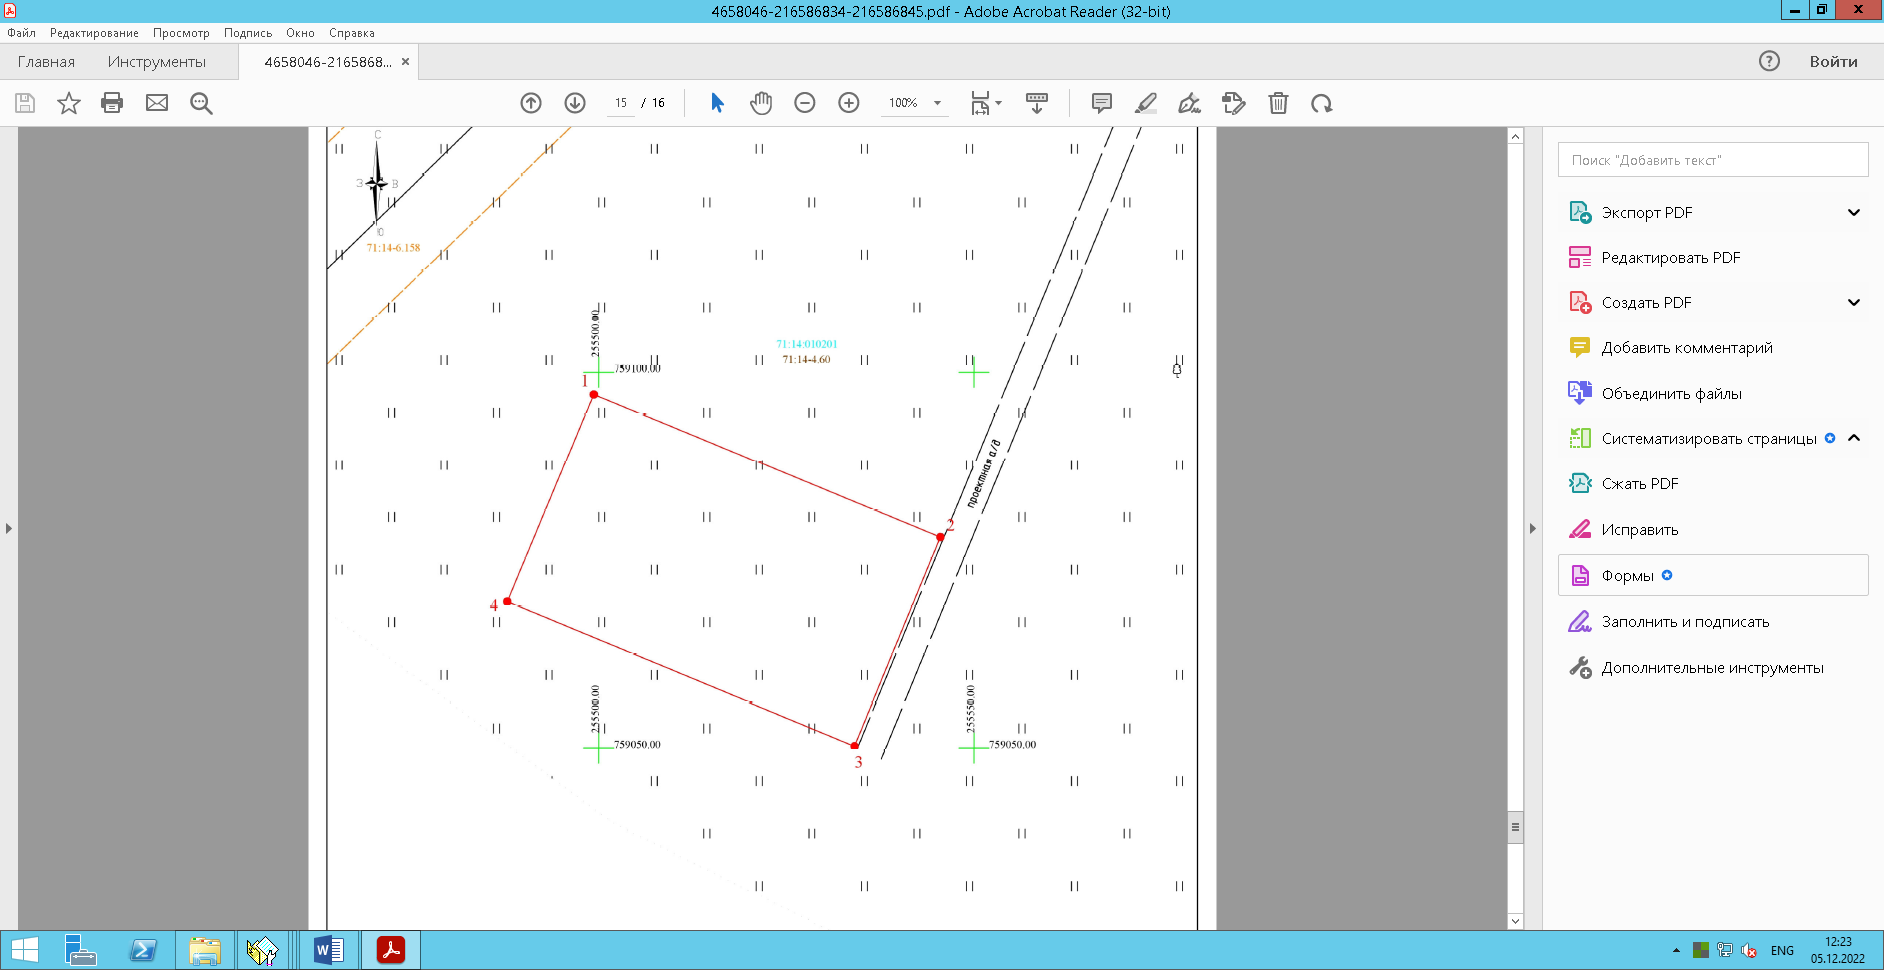 4658046-216586834-216586845.pdf - Adobe Acrobat Reader (32-bit)
Файл Редактирование Просмотр Подпись Окно Справка
Главная Инструменты 4658046-2165868... ×
? Войти
15 / 16 100%
С
З В
Ю
71:14-6.158
255500.00
759100.00
71:14:010201
71:14-4.60
1
проектная а/д
2
4
255500.00
759050.00
255550.00
759050.00
3
Поиск "Добавить текст"
Экспорт PDF
Редактировать PDF
Создать PDF
Добавить комментарий
Объединить файлы
Систематизировать страницы
Сжать PDF
Исправить
Формы
Заполнить и подписать
Дополнительные инструменты
ENG
12:23
05.12.2022